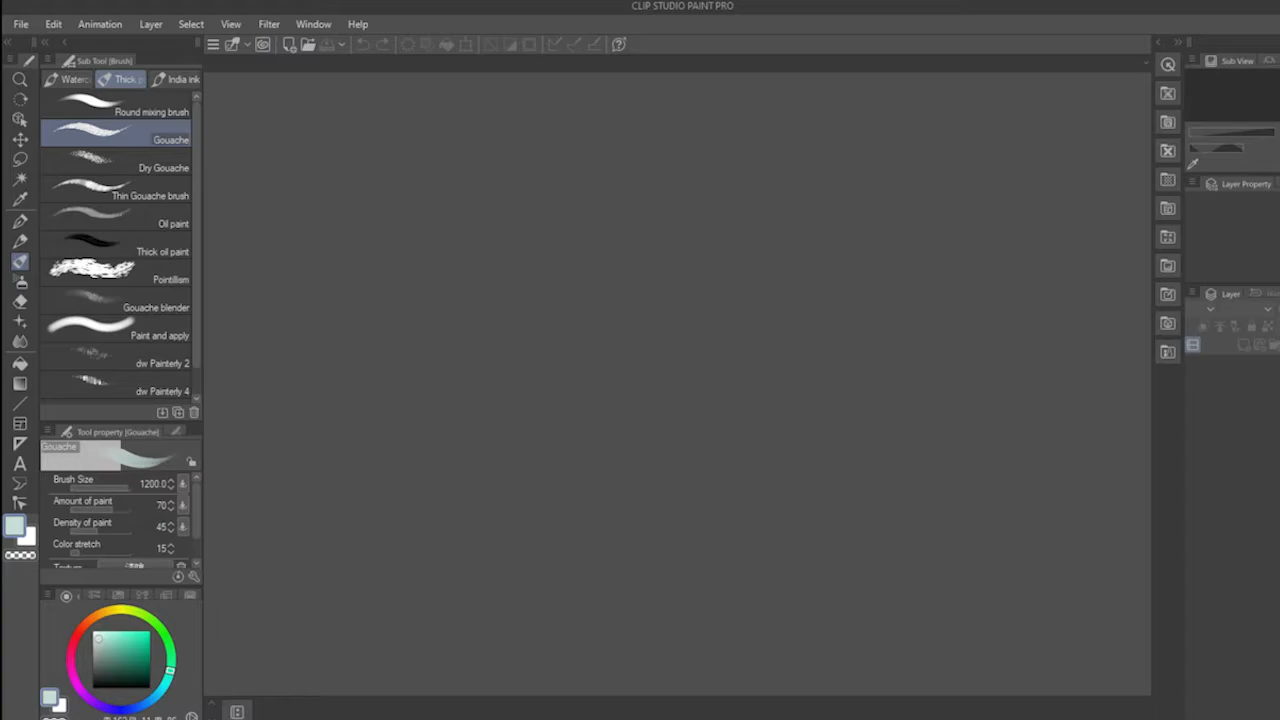 CLIP STUDIO PAINT PRO
File Edit Animation Layer Select View Filter Window Help
Sub Tool [Brush]
Sub View
Thick India ink
Round mixing brush
Gouache
Dry Gouache
Layer Property
Thin Gouache brush
Oil paint
Thick oil paint
Pointillism
Layer
Gouache blender
Paint and apply
dw Painterly 2
dw Painterly 4
Tool property [Gouache]
Gouache
Brush Size 1200.0
Amount of paint 70
Density of paint 45
Color stretch 15